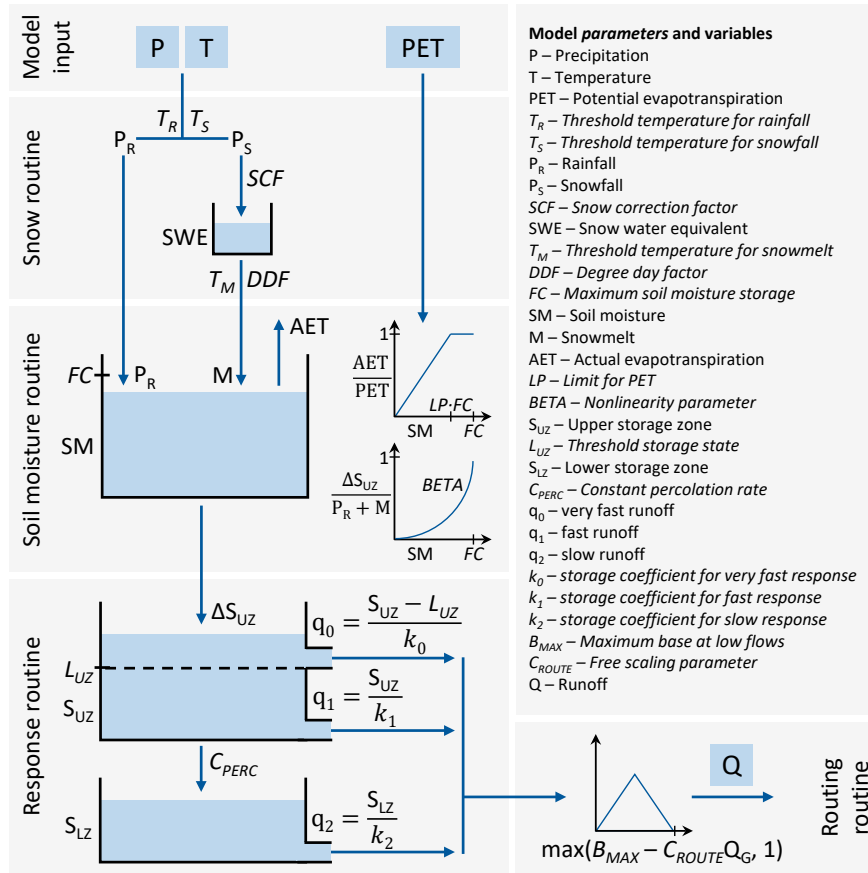 Model
input
P
T
PET
Snow routine
T_R
T_S
P_R
P_S
SCF
SWE
T_M
DDF
Soil moisture routine
AET
FC
P_R
M
SM
1
AET
PET
LP·FC
SM
FC
1
ΔS_UZ
P_R + M
BETA
SM
FC
Response routine
ΔS_UZ
q_0 = (S_UZ − L_UZ) / k_0
L_UZ
S_UZ
q_1 = S_UZ / k_1
C_PERC
S_LZ
q_2 = S_LZ / k_2
Model parameters and variables
P – Precipitation
T – Temperature
PET – Potential evapotranspiration
T_R – Threshold temperature for rainfall
T_S – Threshold temperature for snowfall
P_R – Rainfall
P_S – Snowfall
SCF – Snow correction factor
SWE – Snow water equivalent
T_M – Threshold temperature for snowmelt
DDF – Degree day factor
FC – Maximum soil moisture storage
SM – Soil moisture
M – Snowmelt
AET – Actual evapotranspiration
LP – Limit for PET
BETA – Nonlinearity parameter
S_UZ – Upper storage zone
L_UZ – Threshold storage state
S_LZ – Lower storage zone
C_PERC – Constant percolation rate
q_0 – very fast runoff
q_1 – fast runoff
q_2 – slow runoff
k_0 – storage coefficient for very fast response
k_1 – storage coefficient for fast response
k_2 – storage coefficient for slow response
B_MAX – Maximum base at low flows
C_ROUTE – Free scaling parameter
Q – Runoff
Q
max(B_MAX – C_ROUTE Q_G, 1)
Routing
routine